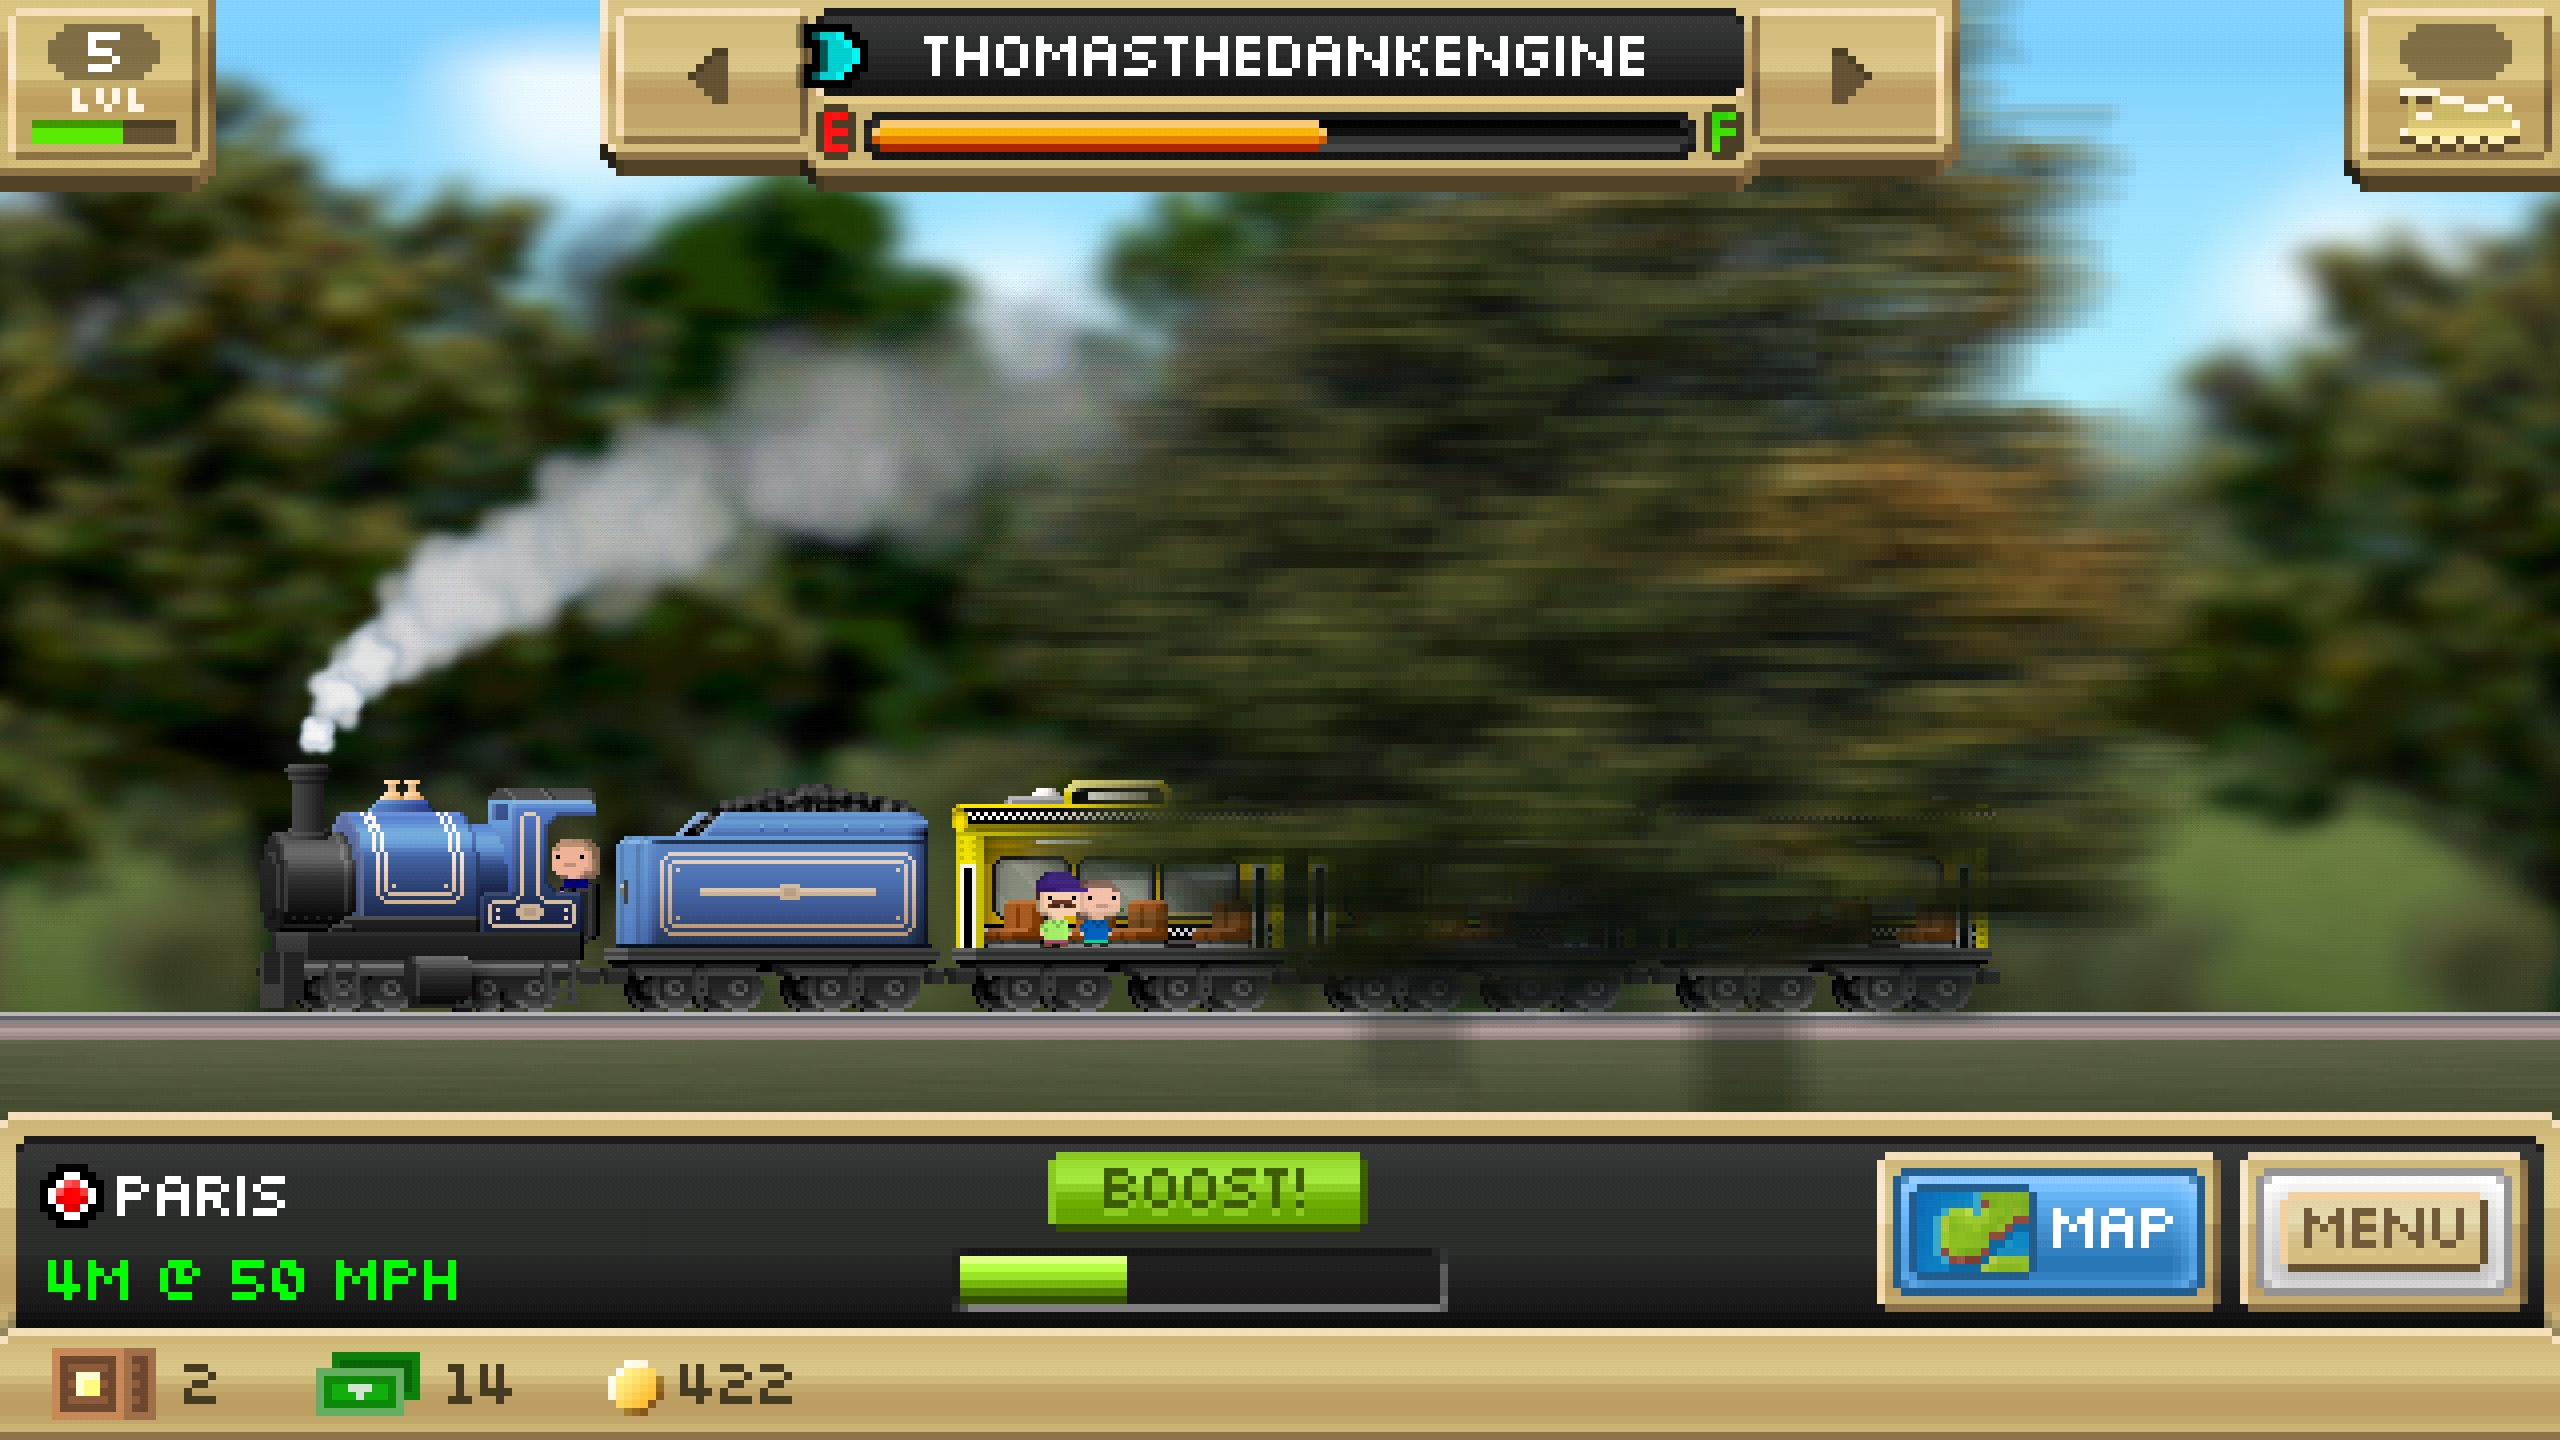 5
LVL
THOMASTHEDANKENGINE
E F
PARIS
4M @ 50 MPH
BOOST!
MAP
MENU
2 14 422